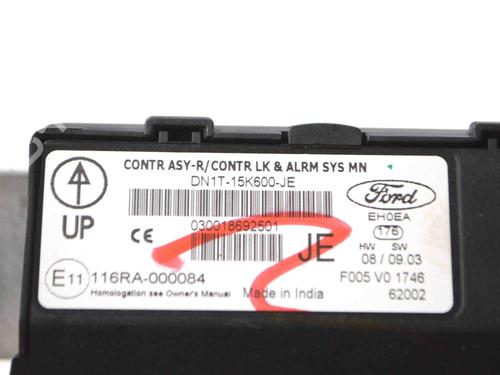 CONTR ASY-R/CONTR LK & ALRM SYS MN
DN1T-15K600-JE
Ford
EH0EA
176
HW SW
08 / 09.03
F005 V0 1746
62002
UP
030018692501
CE
JE
E11 116RA-000084
Homologation see Owner's Manual
Made in India